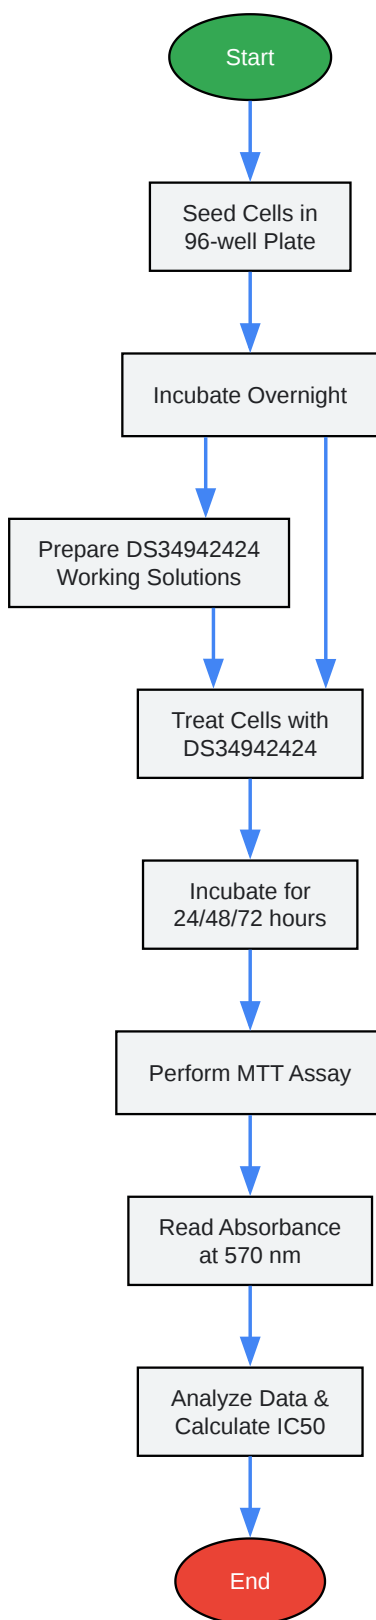 Start
Seed Cells in
96-well Plate
Incubate Overnight
Prepare DS34942424
Working Solutions
Treat Cells with
DS34942424
Incubate for
24/48/72 hours
Perform MTT Assay
Read Absorbance
at 570 nm
Analyze Data &
Calculate IC50
End